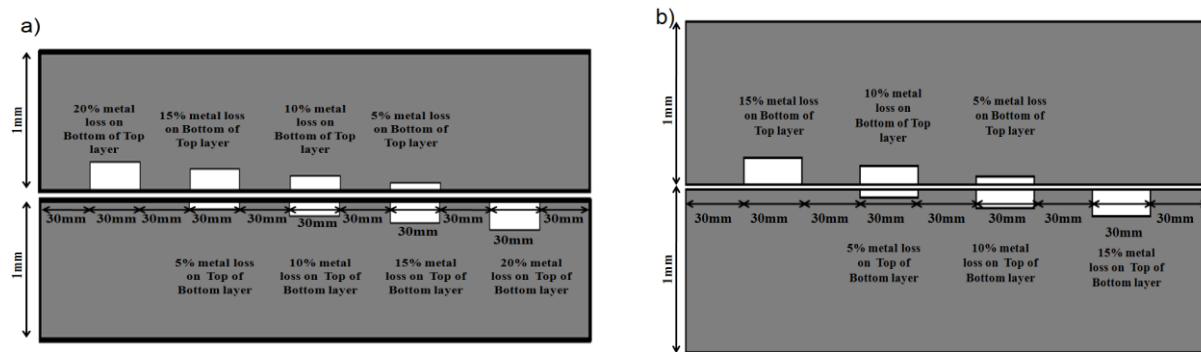 a)
1mm
20% metal
loss on
Bottom of Top
layer
15% metal loss
on Bottom of
Top layer
10% metal
loss on
Bottom of Top
layer
5% metal loss
on Bottom of
Top layer
1mm
30mm 30mm 30mm 30mm 30mm 30mm 30mm 30mm 30mm
30mm 30mm
5% metal loss
on Top of
Bottom layer
10% metal
loss on Top of
Bottom layer
15% metal
loss on Top of
Bottom layer
20% metal
loss on Top of
Bottom layer
b)
1mm
15% metal loss
on Bottom of
Top layer
10% metal
loss on
Bottom of Top
layer
5% metal loss
on Bottom of
Top layer
1mm
30mm 30mm 30mm 30mm 30mm 30mm 30mm 30mm
30mm
5% metal loss
on Top of
Bottom layer
10% metal
loss on Top of
Bottom layer
15% metal
loss on Top of
Bottom layer